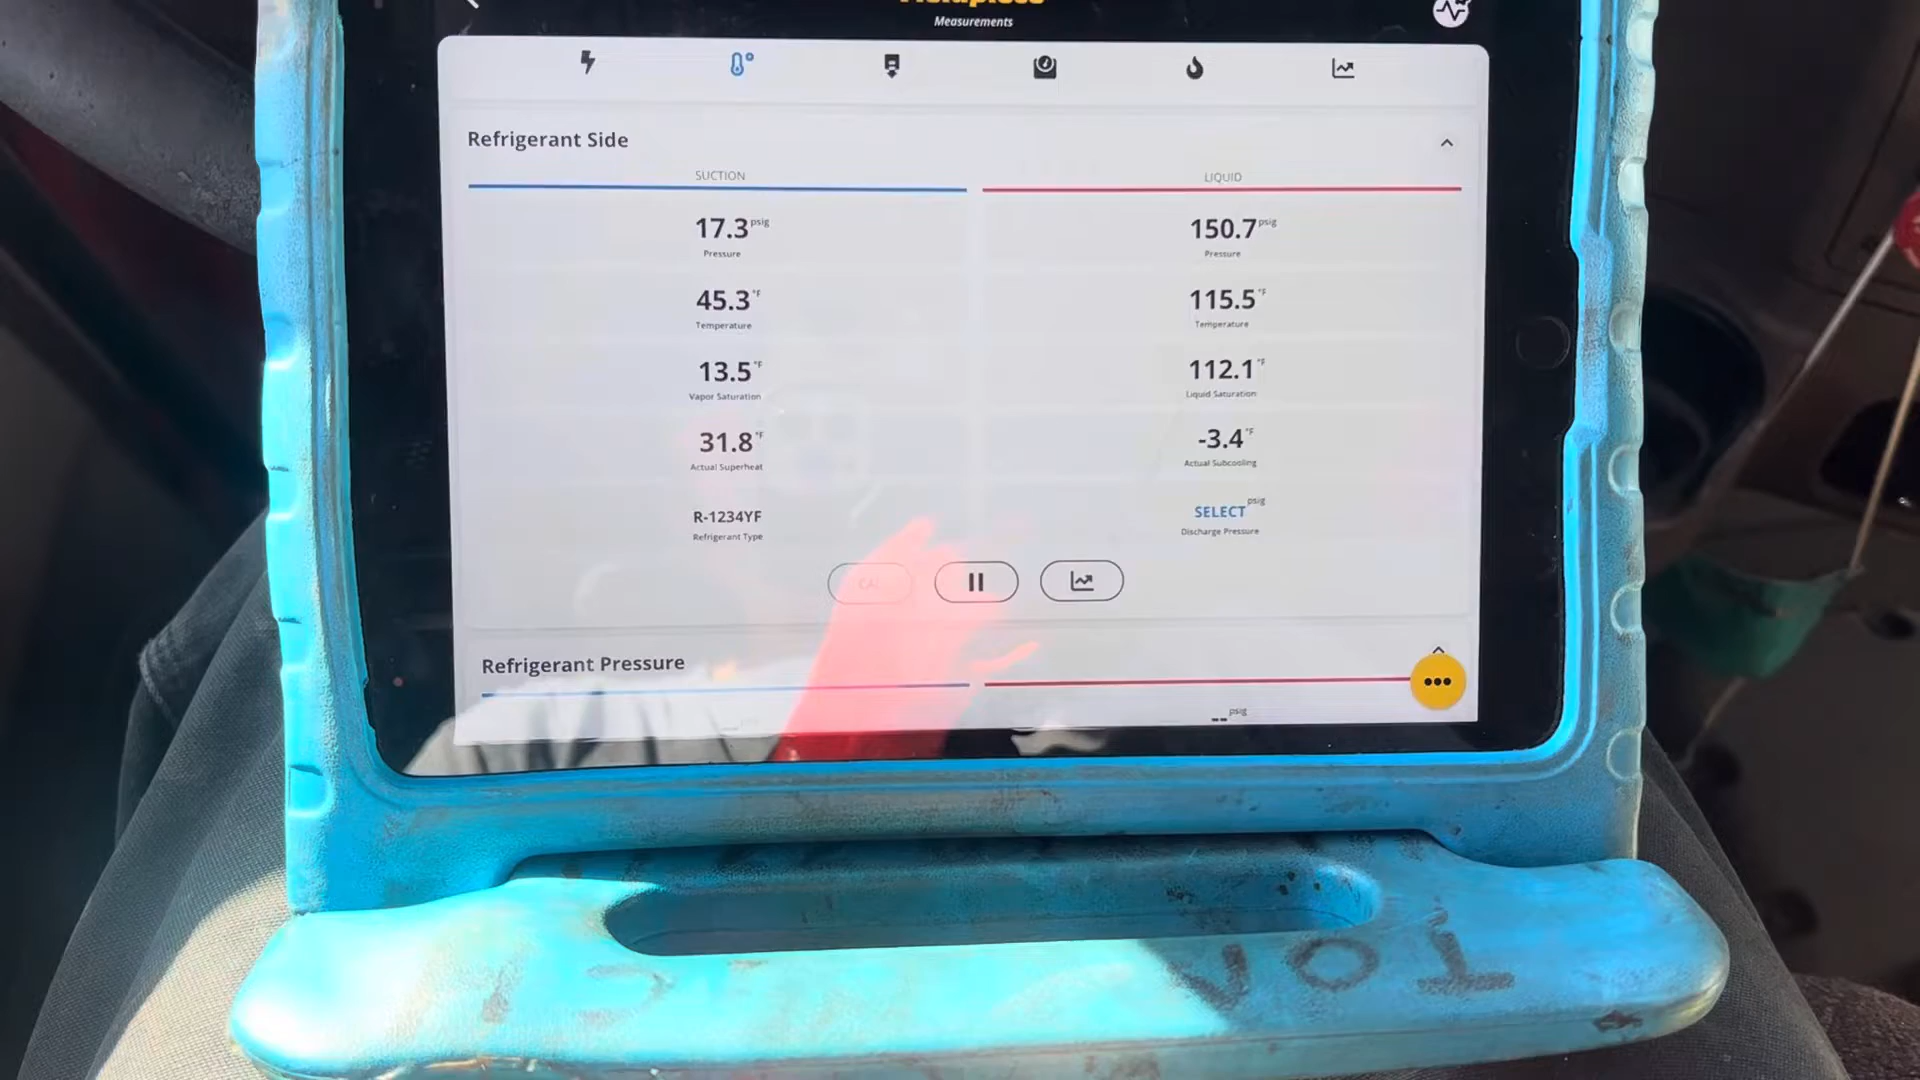 Measurements
Refrigerant Side
SUCTION
LIQUID
17.3 psig
Pressure
150.7 psig
Pressure
45.3 °F
Temperature
115.5 °F
Temperature
13.5 °F
Vapor Saturation
112.1 °F
Liquid Saturation
31.8 °F
Actual Superheat
-3.4 °F
Actual Subcooling
R-1234YF
Refrigerant Type
SELECT psig
Discharge Pressure
CAL
Refrigerant Pressure
-- psig